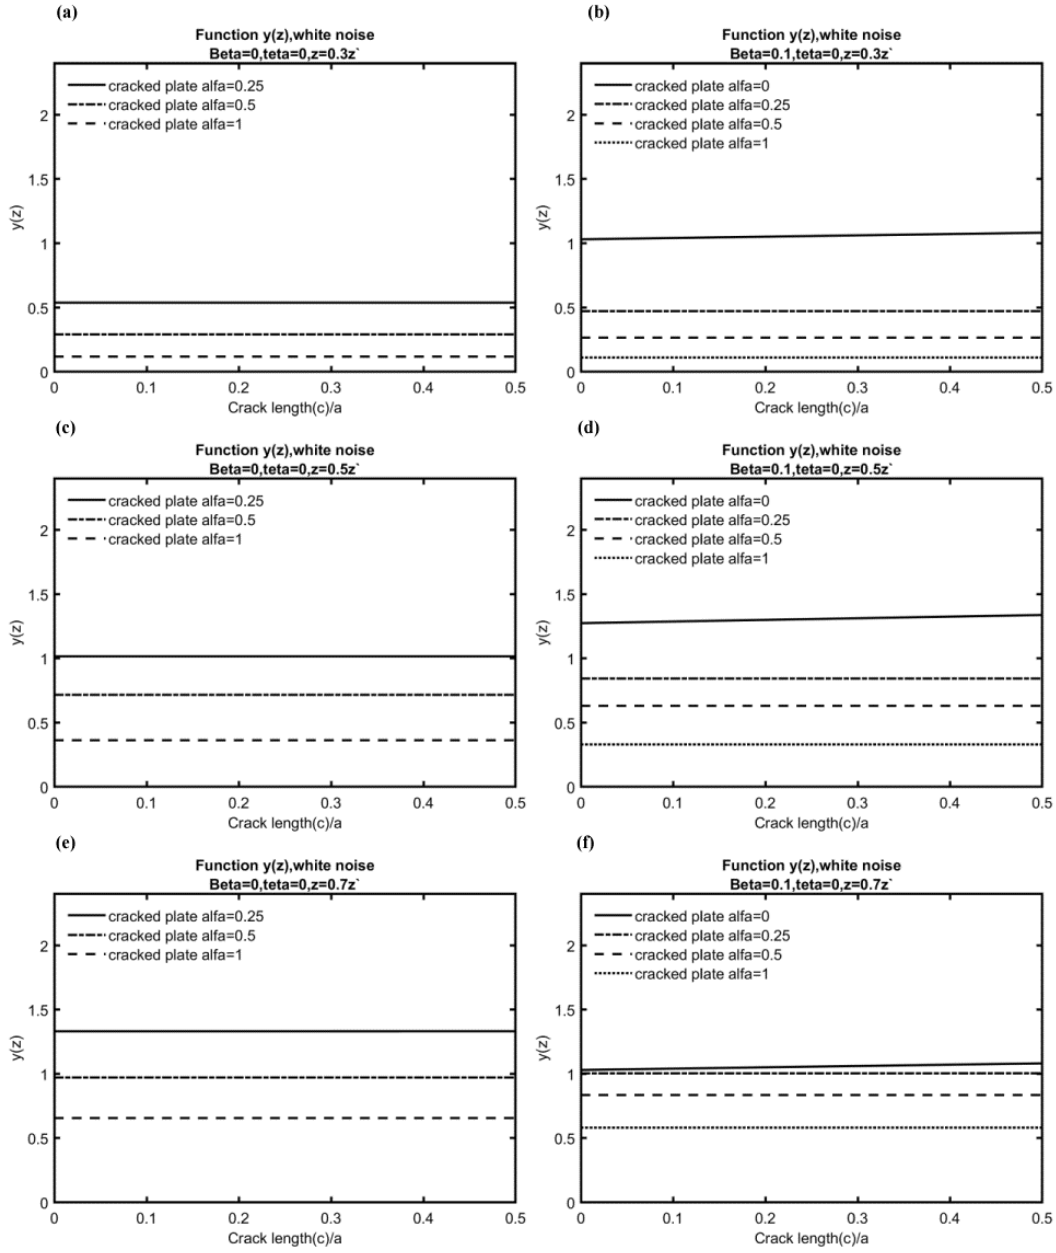 (a)
Function y(z),white noise
Beta=0,teta=0,z=0.3z`
cracked plate alfa=0.25
cracked plate alfa=0.5
cracked plate alfa=1
2
1.5
1
0.5
0
y(z)
0 0.1 0.2 0.3 0.4 0.5
Crack length(c)/a
(b)
Function y(z),white noise
Beta=0.1,teta=0,z=0.3z`
cracked plate alfa=0
cracked plate alfa=0.25
cracked plate alfa=0.5
cracked plate alfa=1
2
1.5
1
0.5
0
y(z)
0 0.1 0.2 0.3 0.4 0.5
Crack length(c)/a
(c)
Function y(z),white noise
Beta=0,teta=0,z=0.5z`
cracked plate alfa=0.25
cracked plate alfa=0.5
cracked plate alfa=1
2
1.5
1
0.5
0
y(z)
0 0.1 0.2 0.3 0.4 0.5
Crack length(c)/a
(d)
Function y(z),white noise
Beta=0.1,teta=0,z=0.5z`
cracked plate alfa=0
cracked plate alfa=0.25
cracked plate alfa=0.5
cracked plate alfa=1
2
1.5
1
0.5
0
y(z)
0 0.1 0.2 0.3 0.4 0.5
Crack length(c)/a
(e)
Function y(z),white noise
Beta=0,teta=0,z=0.7z`
cracked plate alfa=0.25
cracked plate alfa=0.5
cracked plate alfa=1
2
1.5
1
0.5
0
y(z)
0 0.1 0.2 0.3 0.4 0.5
Crack length(c)/a
(f)
Function y(z),white noise
Beta=0.1,teta=0,z=0.7z`
cracked plate alfa=0
cracked plate alfa=0.25
cracked plate alfa=0.5
cracked plate alfa=1
2
1.5
1
0.5
0
y(z)
0 0.1 0.2 0.3 0.4 0.5
Crack length(c)/a